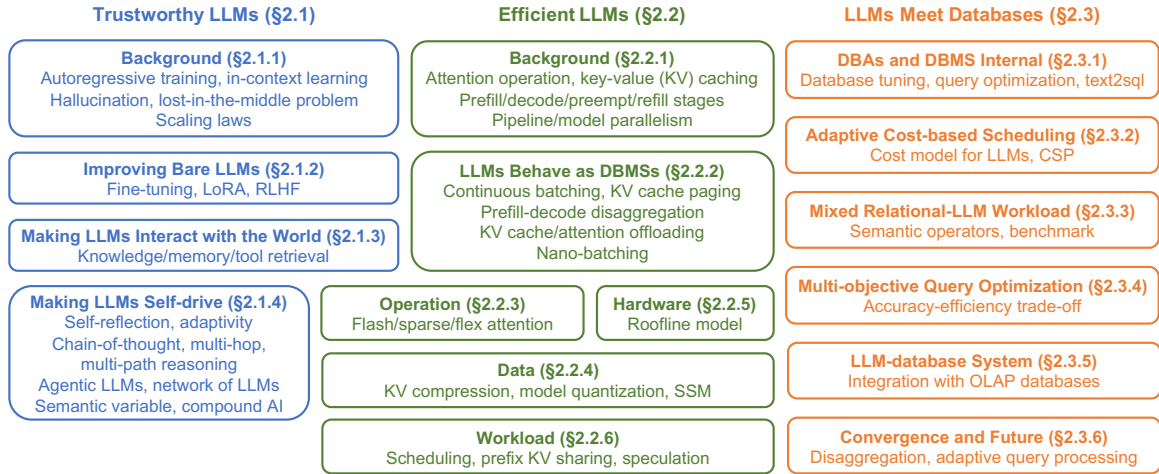 Trustworthy LLMs (§2.1)
Background (§2.1.1)
Autoregressive training, in-context learning
Hallucination, lost-in-the-middle problem
Scaling laws
Improving Bare LLMs (§2.1.2)
Fine-tuning, LoRA, RLHF
Making LLMs Interact with the World (§2.1.3)
Knowledge/memory/tool retrieval
Making LLMs Self-drive (§2.1.4)
Self-reflection, adaptivity
Chain-of-thought, multi-hop,
multi-path reasoning
Agentic LLMs, network of LLMs
Semantic variable, compound AI
Efficient LLMs (§2.2)
Background (§2.2.1)
Attention operation, key-value (KV) caching
Prefill/decode/preempt/refill stages
Pipeline/model parallelism
LLMs Behave as DBMSs (§2.2.2)
Continuous batching, KV cache paging
Prefill-decode disaggregation
KV cache/attention offloading
Nano-batching
Operation (§2.2.3)
Flash/sparse/flex attention
Hardware (§2.2.5)
Roofline model
Data (§2.2.4)
KV compression, model quantization, SSM
Workload (§2.2.6)
Scheduling, prefix KV sharing, speculation
LLMs Meet Databases (§2.3)
DBAs and DBMS Internal (§2.3.1)
Database tuning, query optimization, text2sql
Adaptive Cost-based Scheduling (§2.3.2)
Cost model for LLMs, CSP
Mixed Relational-LLM Workload (§2.3.3)
Semantic operators, benchmark
Multi-objective Query Optimization (§2.3.4)
Accuracy-efficiency trade-off
LLM-database System (§2.3.5)
Integration with OLAP databases
Convergence and Future (§2.3.6)
Disaggregation, adaptive query processing